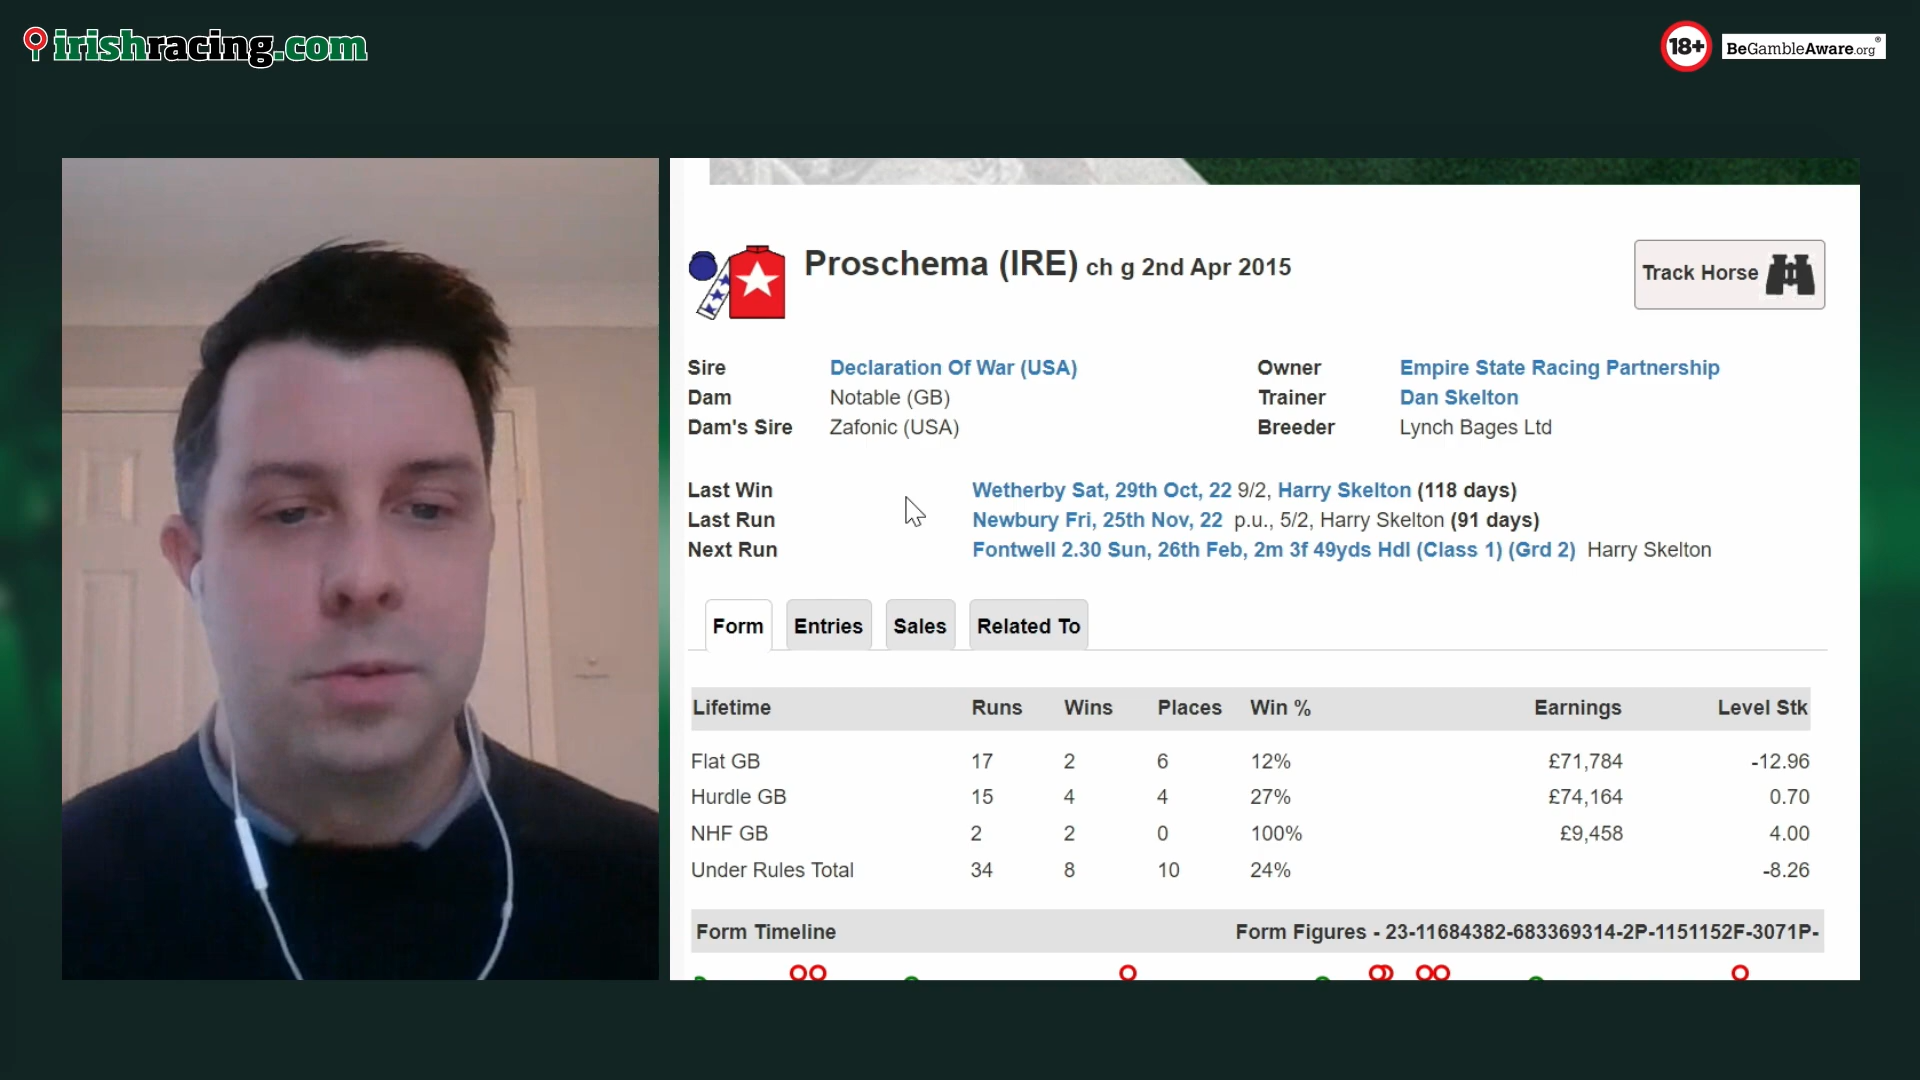 irishracing.com
18+ BeGambleAware.org®
Proschema (IRE) ch g 2nd Apr 2015
Track Horse
Sire Declaration Of War (USA) Owner Empire State Racing Partnership
Dam Notable (GB) Trainer Dan Skelton
Dam's Sire Zafonic (USA) Breeder Lynch Bages Ltd
Last Win Wetherby Sat, 29th Oct, 22 9/2, Harry Skelton (118 days)
Last Run Newbury Fri, 25th Nov, 22 p.u., 5/2, Harry Skelton (91 days)
Next Run Fontwell 2.30 Sun, 26th Feb, 2m 3f 49yds Hdl (Class 1) (Grd 2) Harry Skelton
Form Entries Sales Related To
Lifetime Runs Wins Places Win % Earnings Level Stk
Flat GB 17 2 6 12% £71,784 -12.96
Hurdle GB 15 4 4 27% £74,164 0.70
NHF GB 2 2 0 100% £9,458 4.00
Under Rules Total 34 8 10 24% -8.26
Form Timeline Form Figures - 23-11684382-683369314-2P-1151152F-3071P-